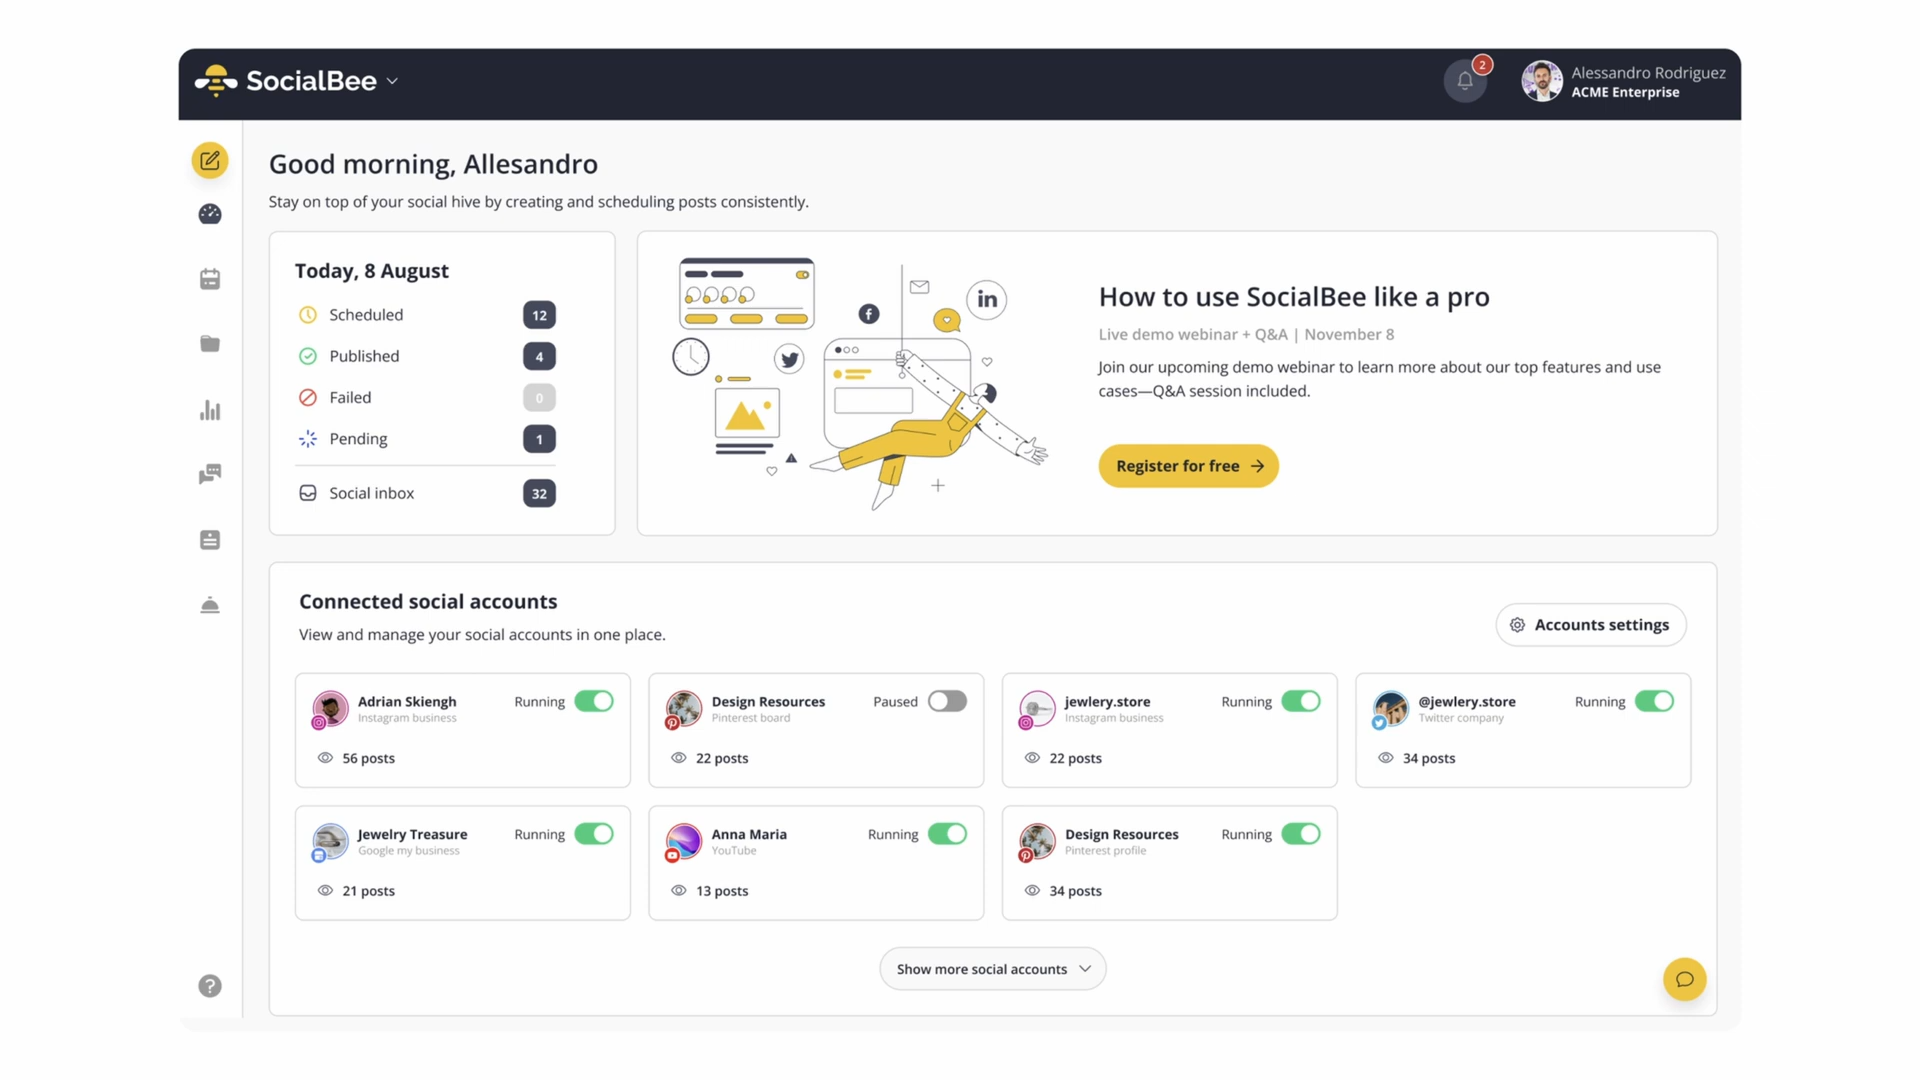 SocialBee
2
Alessandro Rodriguez
ACME Enterprise
Good morning, Allesandro
Stay on top of your social hive by creating and scheduling posts consistently.
Today, 8 August
Scheduled 12
Published 4
Failed 0
Pending 1
Social inbox 32
in
How to use SocialBee like a pro
Live demo webinar + Q&A | November 8
Join our upcoming demo webinar to learn more about our top features and use
cases—Q&A session included.
Register for free
Connected social accounts
View and manage your social accounts in one place.
Accounts settings
Adrian Skiengh Running
Instagram business
56 posts
Design Resources Paused
Pinterest board
22 posts
jewlery.store Running
Instagram business
22 posts
@jewlery.store Running
Twitter company
34 posts
Jewelry Treasure Running
Google my business
21 posts
Anna Maria Running
YouTube
13 posts
Design Resources Running
Pinterest profile
34 posts
Show more social accounts
?